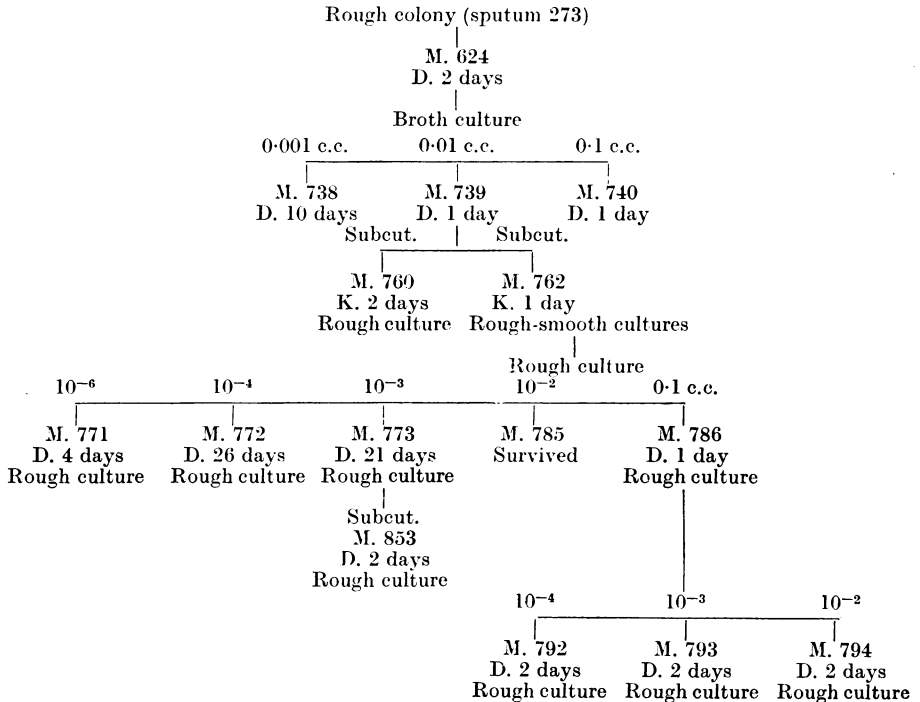 Rough colony (sputum 273)
M. 624
D. 2 days
Broth culture
0·001 c.c. 0·01 c.c. 0·1 c.c.
M. 738 M. 739 M. 740
D. 10 days D. 1 day D. 1 day
Subcut. Subcut.
M. 760 M. 762
K. 2 days K. 1 day
Rough culture Rough-smooth cultures
Rough culture
10−6 10−4 10−3 10−2 0·1 c.c.
M. 771 M. 772 M. 773 M. 785 M. 786
D. 4 days D. 26 days D. 21 days Survived D. 1 day
Rough culture Rough culture Rough culture Rough culture
Subcut.
M. 853
D. 2 days
Rough culture
10−4 10−3 10−2
M. 792 M. 793 M. 794
D. 2 days D. 2 days D. 2 days
Rough culture Rough culture Rough culture